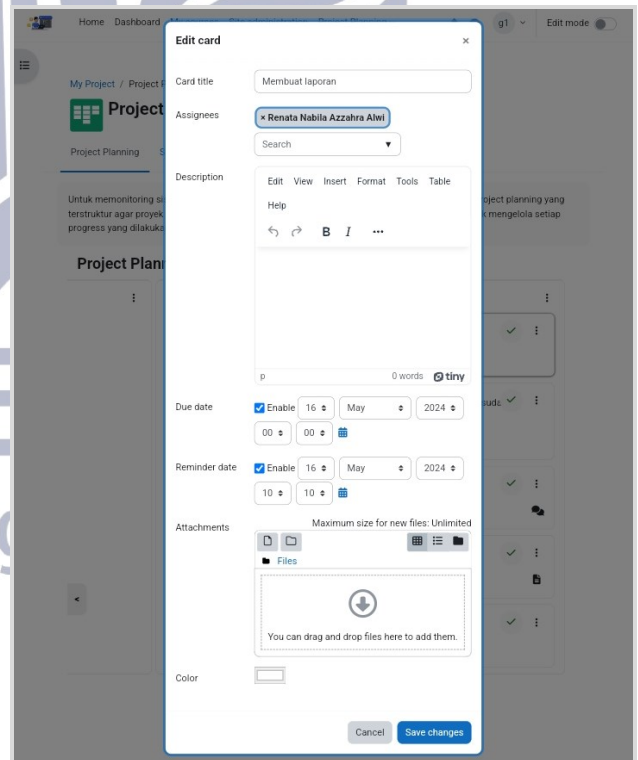 Home Dashboard
g1 Edit mode
Edit card ×
My Project / Project
Project
Project Planning
Card title Membuat laporan
Assignees × Renata Nabila Azzahra Alwi
Search
Description Edit View Insert Format Tools Table
Help
B I
Untuk memonitoring
terstruktur agar proyek
progress yang dilakuka
oject planning yang
mengelola setiap
Project Plan
p 0 words tiny
Due date Enable 16 May 2024
00 00
Reminder date Enable 16 May 2024
10 10
Attachments Maximum size for new files: Unlimited
Files
You can drag and drop files here to add them.
Color
Cancel Save changes